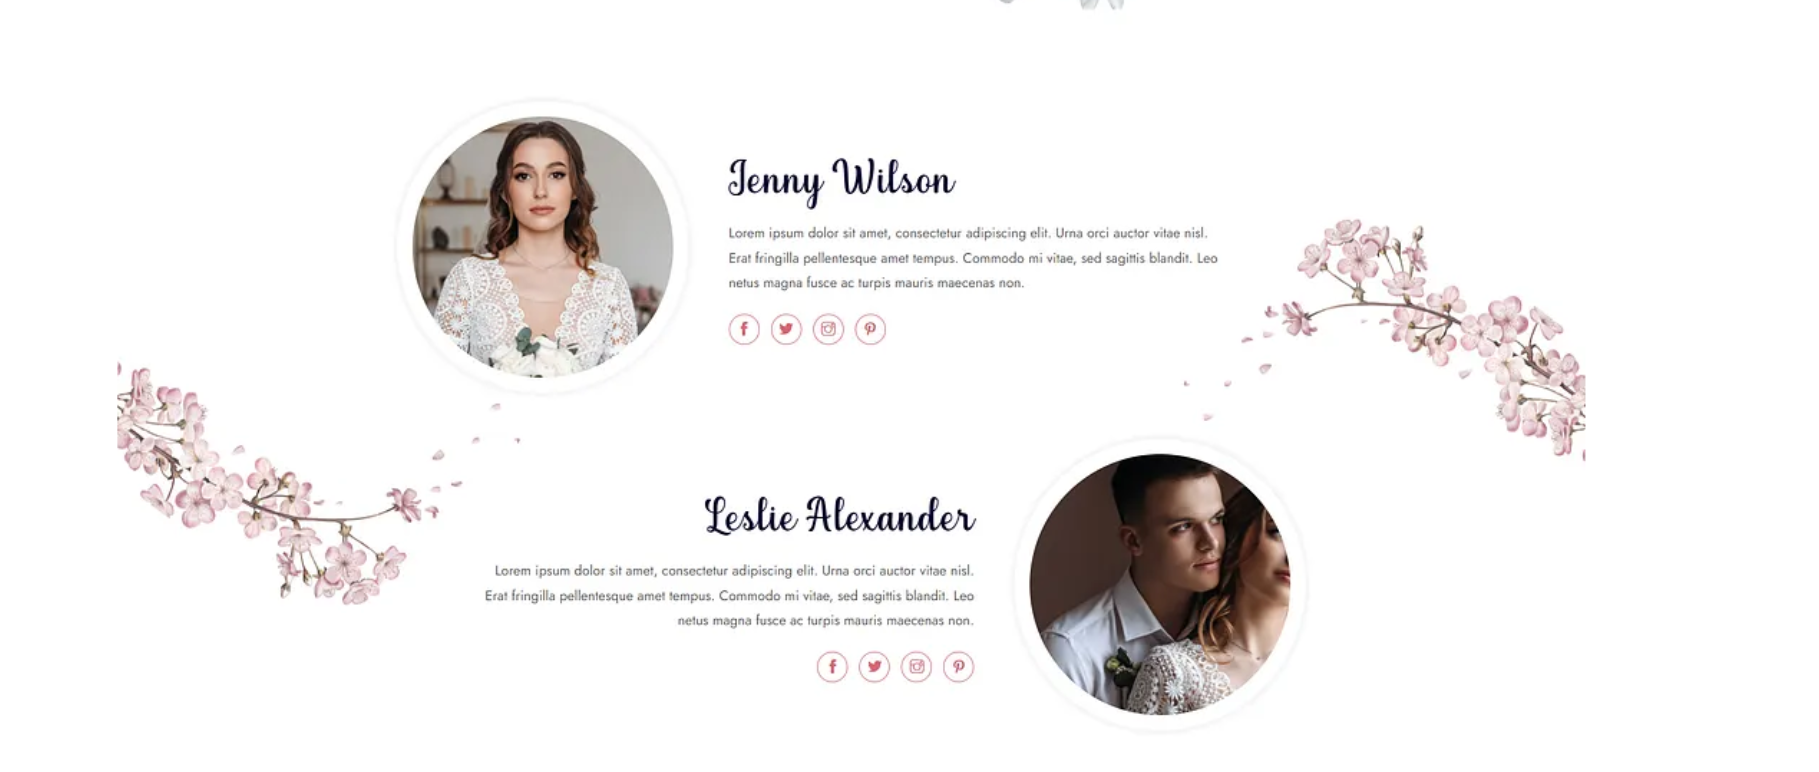 Jenny Wilson
Lorem ipsum dolor sit amet, consectetur adipiscing elit. Urna orci auctor vitae nisl.
Erat fringilla pellentesque amet tempus. Commodo mi vitae, sed sagittis blandit. Leo
netus magna fusce ac turpis mauris maecenas non.
Leslie Alexander
Lorem ipsum dolor sit amet, consectetur adipiscing elit. Urna orci auctor vitae nisl.
Erat fringilla pellentesque amet tempus. Commodo mi vitae, sed sagittis blandit. Leo
netus magna fusce ac turpis mauris maecenas non.